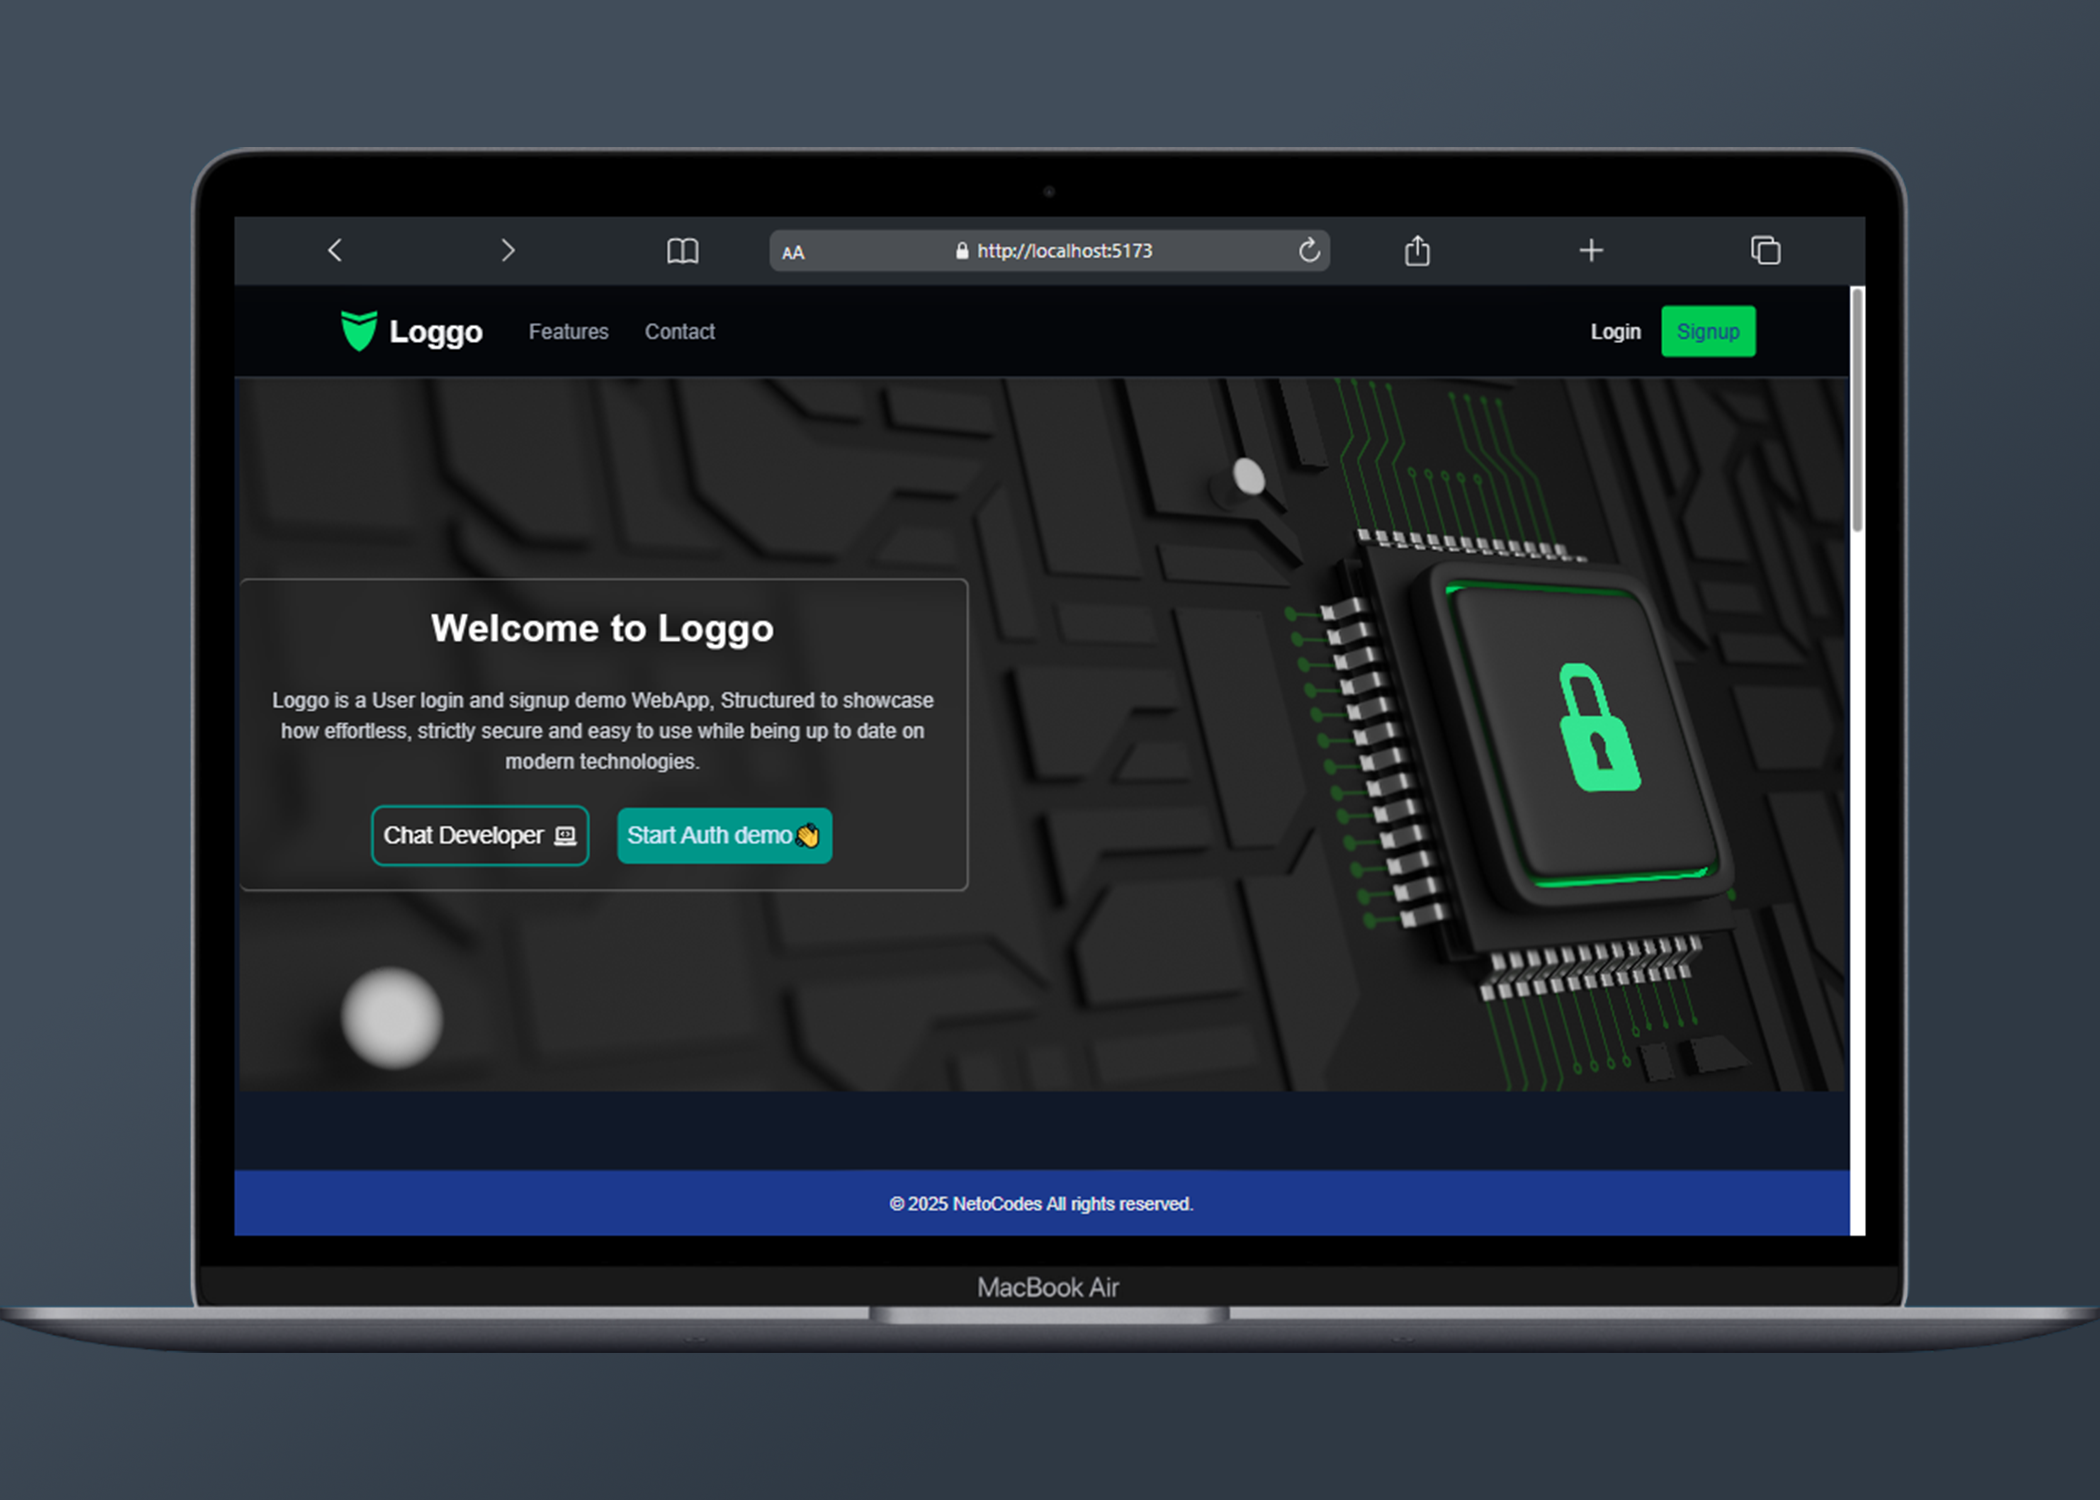 AA http://localhost:5173
Loggo Features Contact Login Signup
Welcome to Loggo
Loggo is a User login and signup demo WebApp, Structured to showcase
how effortless, strictly secure and easy to use while being up to date on
modern technologies.
Chat Developer Start Auth demo👏
© 2025 NetoCodes All rights reserved.
MacBook Air